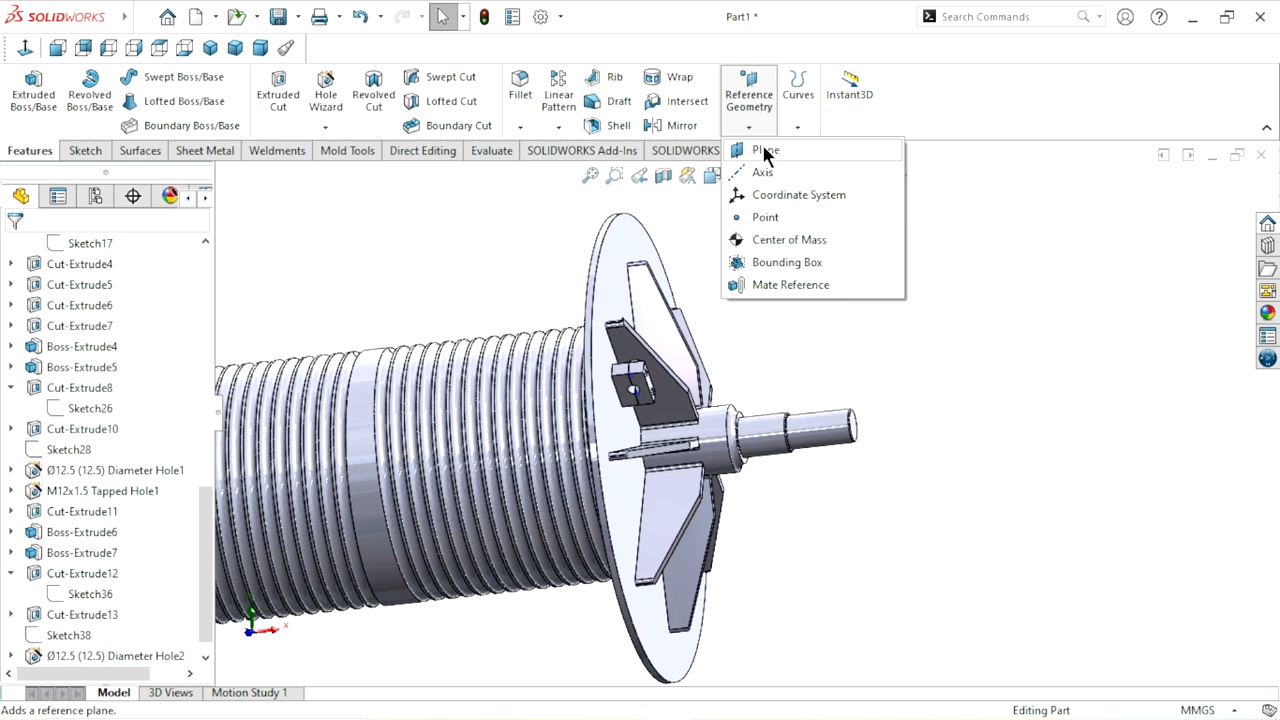 SOLIDWORKS
Part1 *
Search Commands
Extruded Boss/Base
Revolved Boss/Base
Swept Boss/Base
Lofted Boss/Base
Boundary Boss/Base
Extruded Cut
Hole Wizard
Revolved Cut
Swept Cut
Lofted Cut
Boundary Cut
Fillet
Linear Pattern
Rib
Draft
Shell
Wrap
Intersect
Mirror
Reference Geometry
Curves
Instant3D
Features
Sketch
Surfaces
Sheet Metal
Weldments
Mold Tools
Direct Editing
Evaluate
SOLIDWORKS Add-Ins
SOLIDWORKS
Plane
Axis
Coordinate System
Point
Center of Mass
Bounding Box
Mate Reference
Sketch17
Cut-Extrude4
Cut-Extrude5
Cut-Extrude6
Cut-Extrude7
Boss-Extrude4
Boss-Extrude5
Cut-Extrude8
Sketch26
Cut-Extrude10
Sketch28
Ø12.5 (12.5) Diameter Hole1
M12x1.5 Tapped Hole1
Cut-Extrude11
Boss-Extrude6
Boss-Extrude7
Cut-Extrude12
Sketch36
Cut-Extrude13
Sketch38
Ø12.5 (12.5) Diameter Hole2
x
Model
3D Views
Motion Study 1
Adds a reference plane.
Editing Part
MMGS